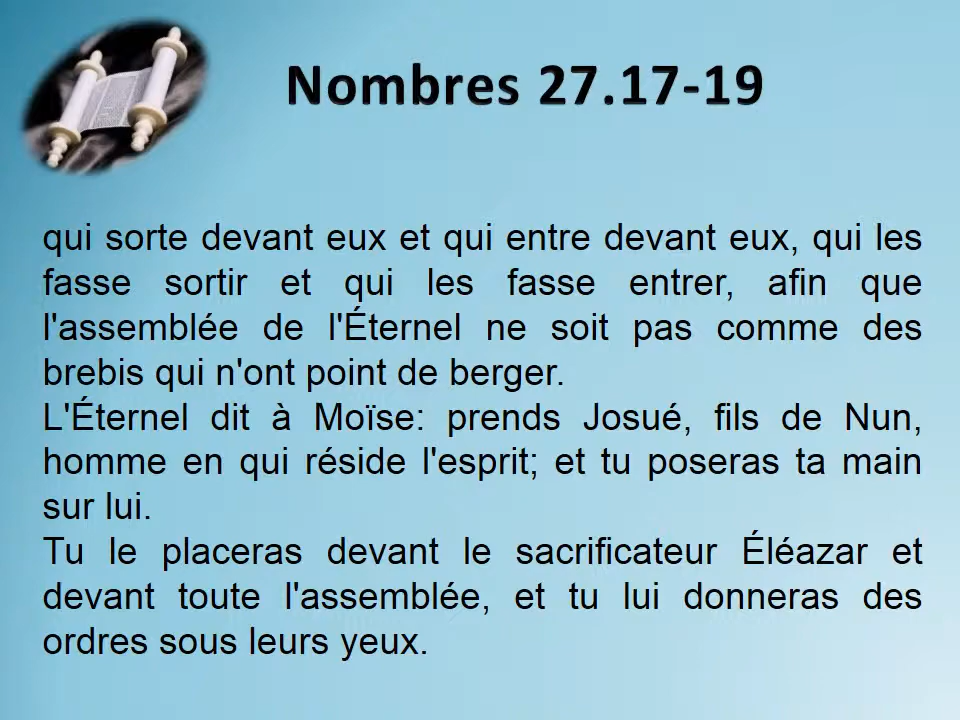 Nombres 27.17-19
qui sorte devant eux et qui entre devant eux, qui les
fasse sortir et qui les fasse entrer, afin que
l'assemblée de l'Éternel ne soit pas comme des
brebis qui n'ont point de berger.
L'Éternel dit à Moïse: prends Josué, fils de Nun,
homme en qui réside l'esprit; et tu poseras ta main
sur lui.
Tu le placeras devant le sacrificateur Éléazar et
devant toute l'assemblée, et tu lui donneras des
ordres sous leurs yeux.